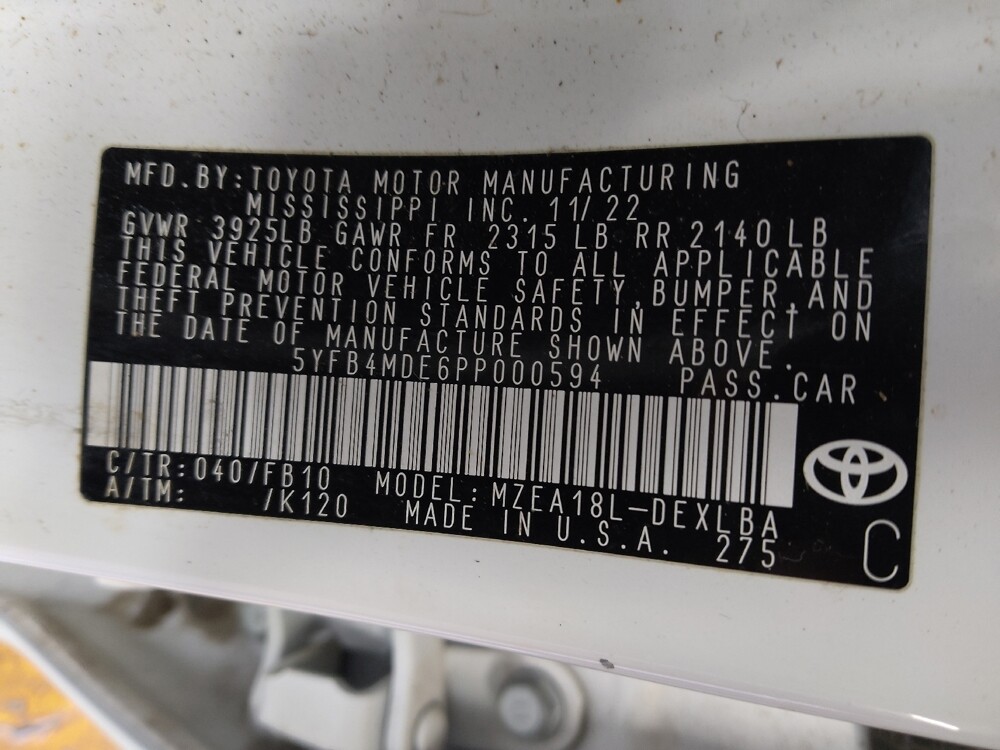 MFD.BY:TOYOTA MOTOR MANUFACTURING
MISSISSIPPI INC. 11/22
GVWR 3925LB GAWR FR 2315 LB RR 2140 LB
THIS VEHICLE CONFORMS TO ALL APPLICABLE
FEDERAL MOTOR VEHICLE SAFETY,BUMPER,AND
THEFT PREVENTION STANDARDS IN EFFECT ON
THE DATE OF MANUFACTURE SHOWN ABOVE.
5YFB4MDE6PP000594 PASS.CAR
C/TR:040/FB10 MODEL:MZEA18L-DEXLBA
A/TM: /K120 MADE IN U.S.A. 275
C